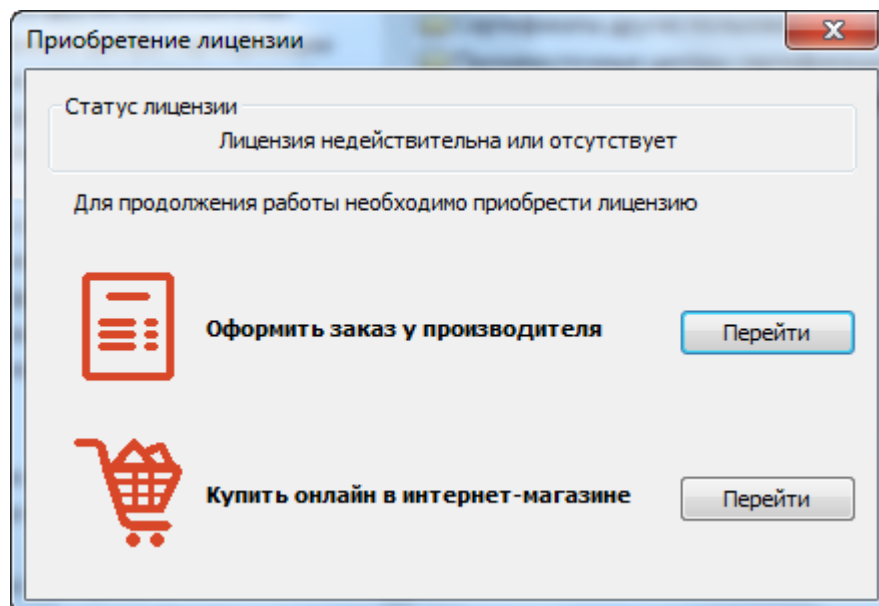 Приобретение лицензии
Статус лицензии
Лицензия недействительна или отсутствует
Для продолжения работы необходимо приобрести лицензию
Оформить заказ у производителя
Перейти
Купить онлайн в интернет-магазине
Перейти